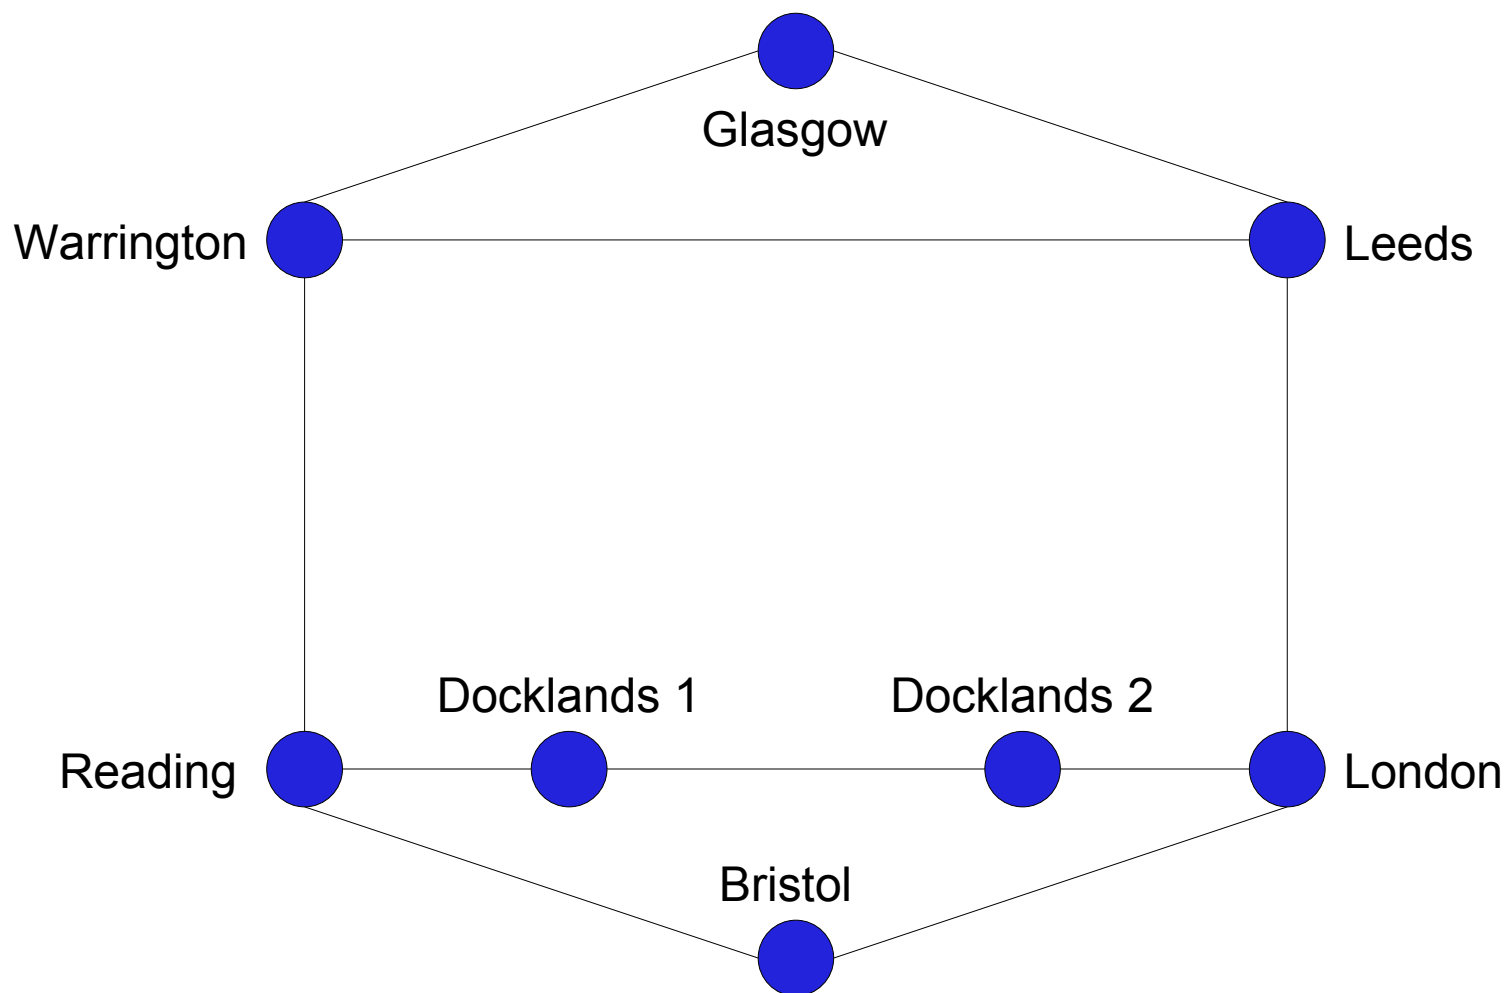 Glasgow
Warrington
Leeds
Docklands 1
Docklands 2
Reading
London
Bristol